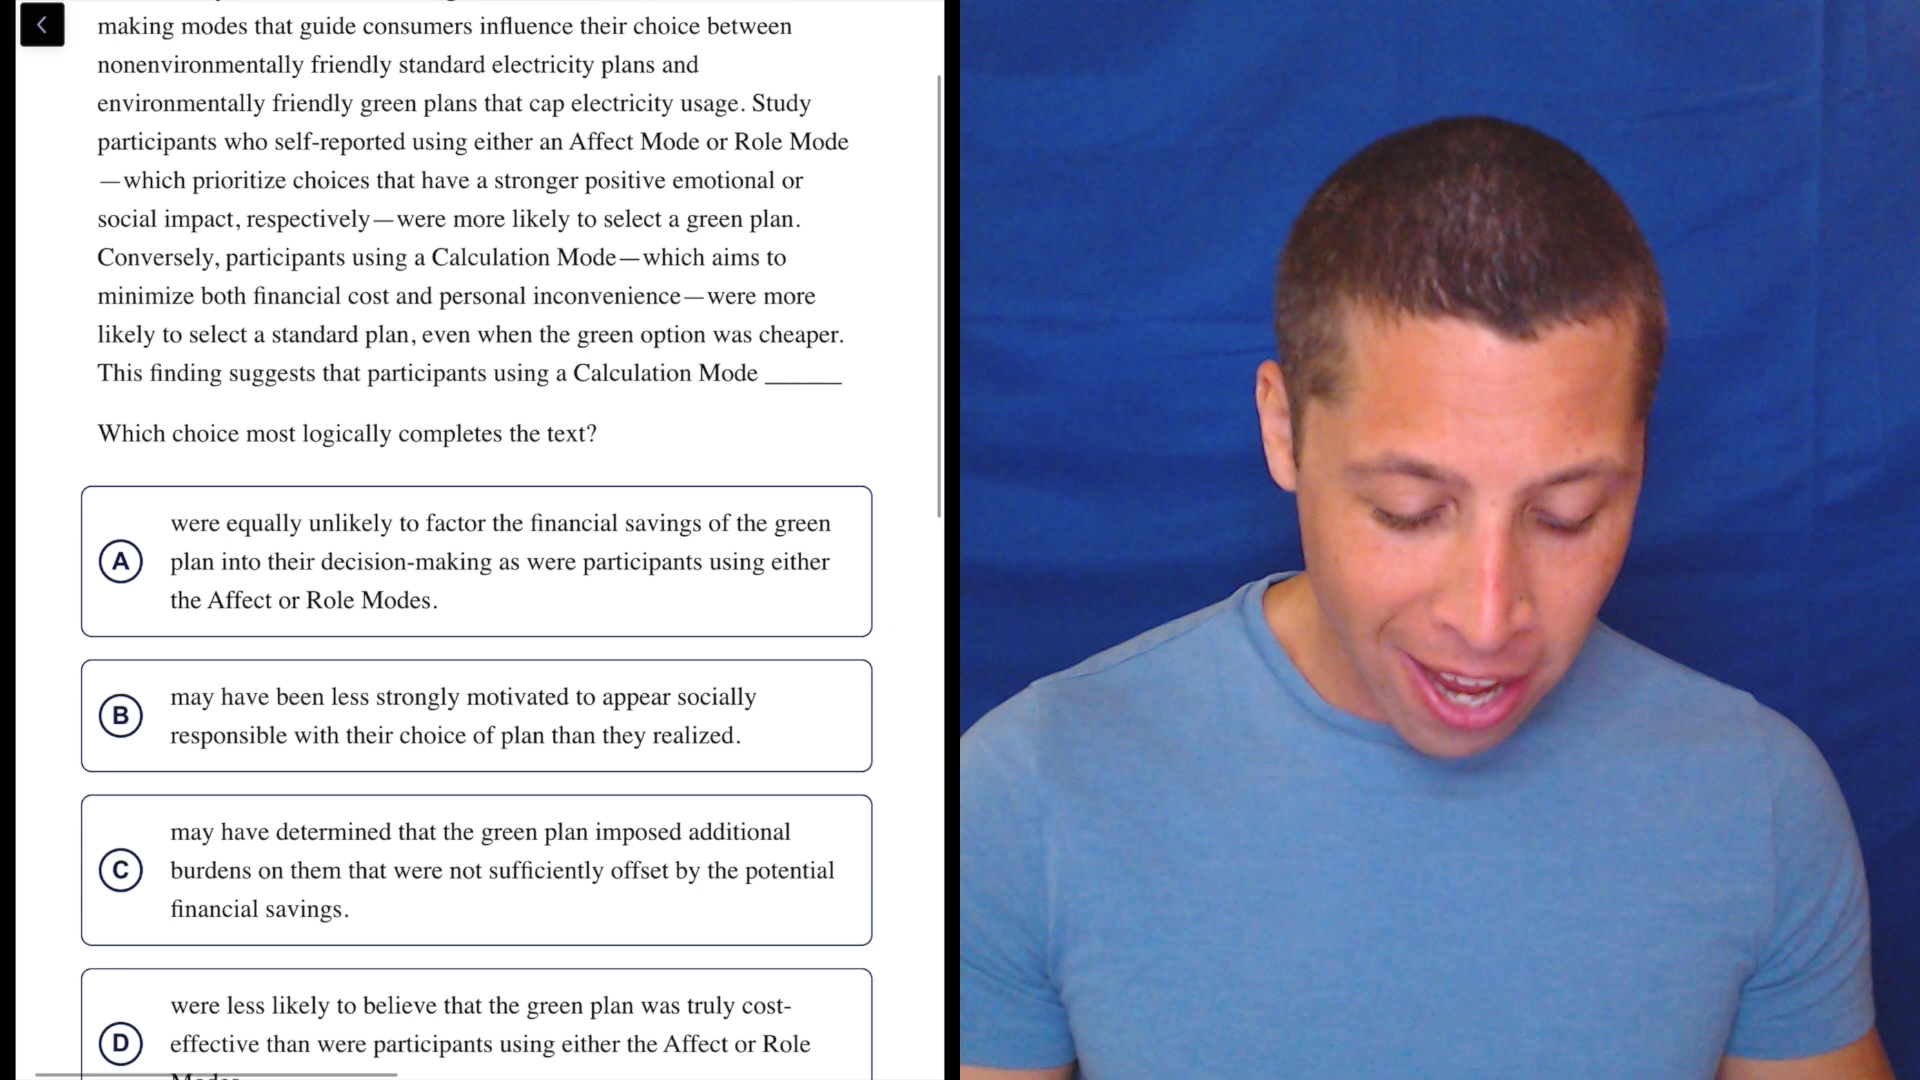 making modes that guide consumers influence their choice between
nonenvironmentally friendly standard electricity plans and
environmentally friendly green plans that cap electricity usage. Study
participants who self-reported using either an Affect Mode or Role Mode
—which prioritize choices that have a stronger positive emotional or
social impact, respectively—were more likely to select a green plan.
Conversely, participants using a Calculation Mode—which aims to
minimize both financial cost and personal inconvenience—were more
likely to select a standard plan, even when the green option was cheaper.
This finding suggests that participants using a Calculation Mode ______
Which choice most logically completes the text?
A
were equally unlikely to factor the financial savings of the green
plan into their decision-making as were participants using either
the Affect or Role Modes.
B
may have been less strongly motivated to appear socially
responsible with their choice of plan than they realized.
C
may have determined that the green plan imposed additional
burdens on them that were not sufficiently offset by the potential
financial savings.
D
were less likely to believe that the green plan was truly cost-
effective than were participants using either the Affect or Role